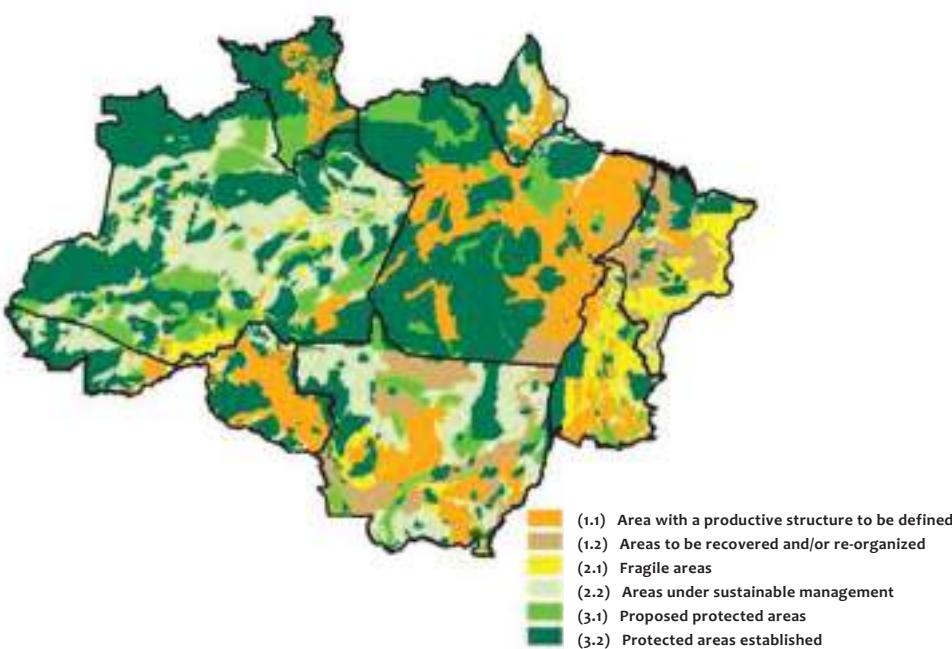 (1.1) Area with a productive structure to be defined
(1.2) Areas to be recovered and/or re-organized
(2.1) Fragile areas
(2.2) Areas under sustainable management
(3.1) Proposed protected areas
(3.2) Protected areas established